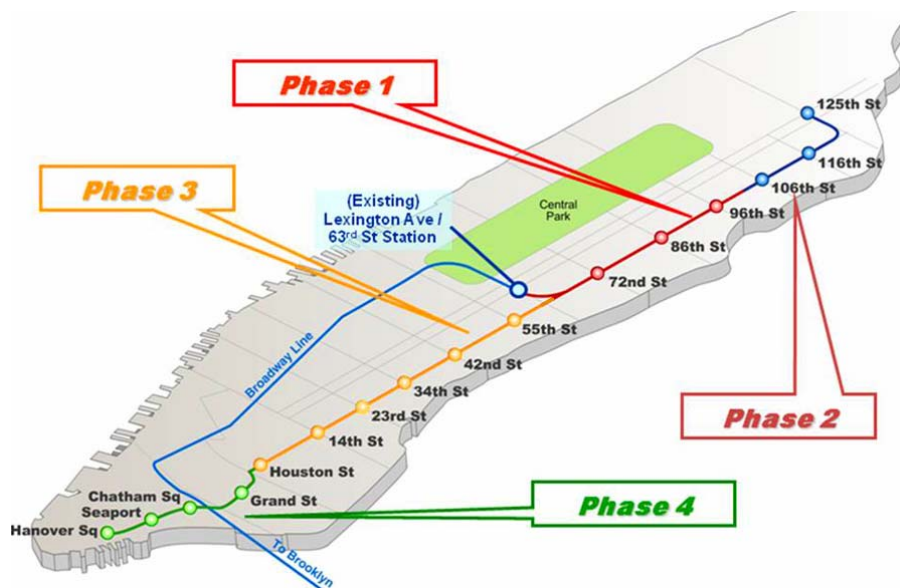 Phase 1
125th St
116th St
Phase 3
(Existing)
Lexington Ave /
63rd St Station
Central
Park
106th St
96th St
86th St
72nd St
55th St
Broadway Line
42nd St
34th St
23rd St
14th St
Phase 2
Houston St
Chatham Sq
Grand St
Seaport
Phase 4
Hanover Sq
To Brooklyn